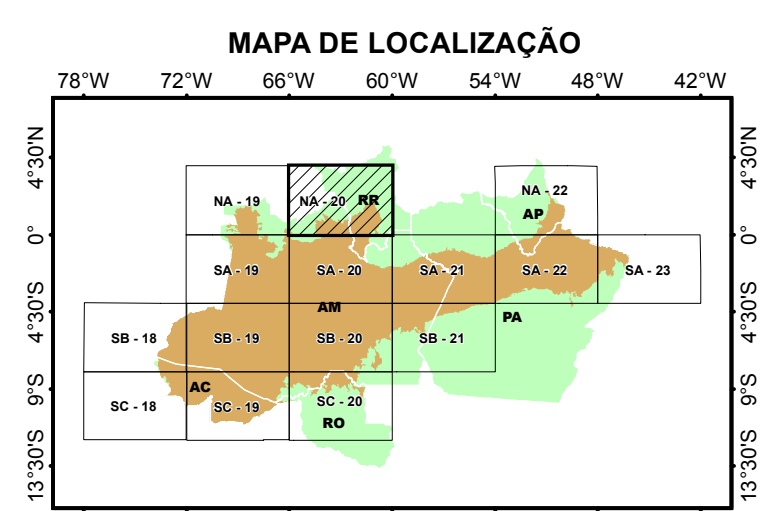 MAPA DE LOCALIZAÇÃO
78°W 72°W 66°W 60°W 54°W 48°W 42°W
4°30'N 4°30'N
NA - 19 NA - 20 RR NA - 22
AP
0° 0°
SA - 19 SA - 20 SA - 21 SA - 22 SA - 23
4°30'S AM PA 4°30'S
SB - 18 SB - 19 SB - 20 SB - 21
9°S AC 9°S
SC - 18 SC - 19 SC - 20
RO
13°30'S 13°30'S